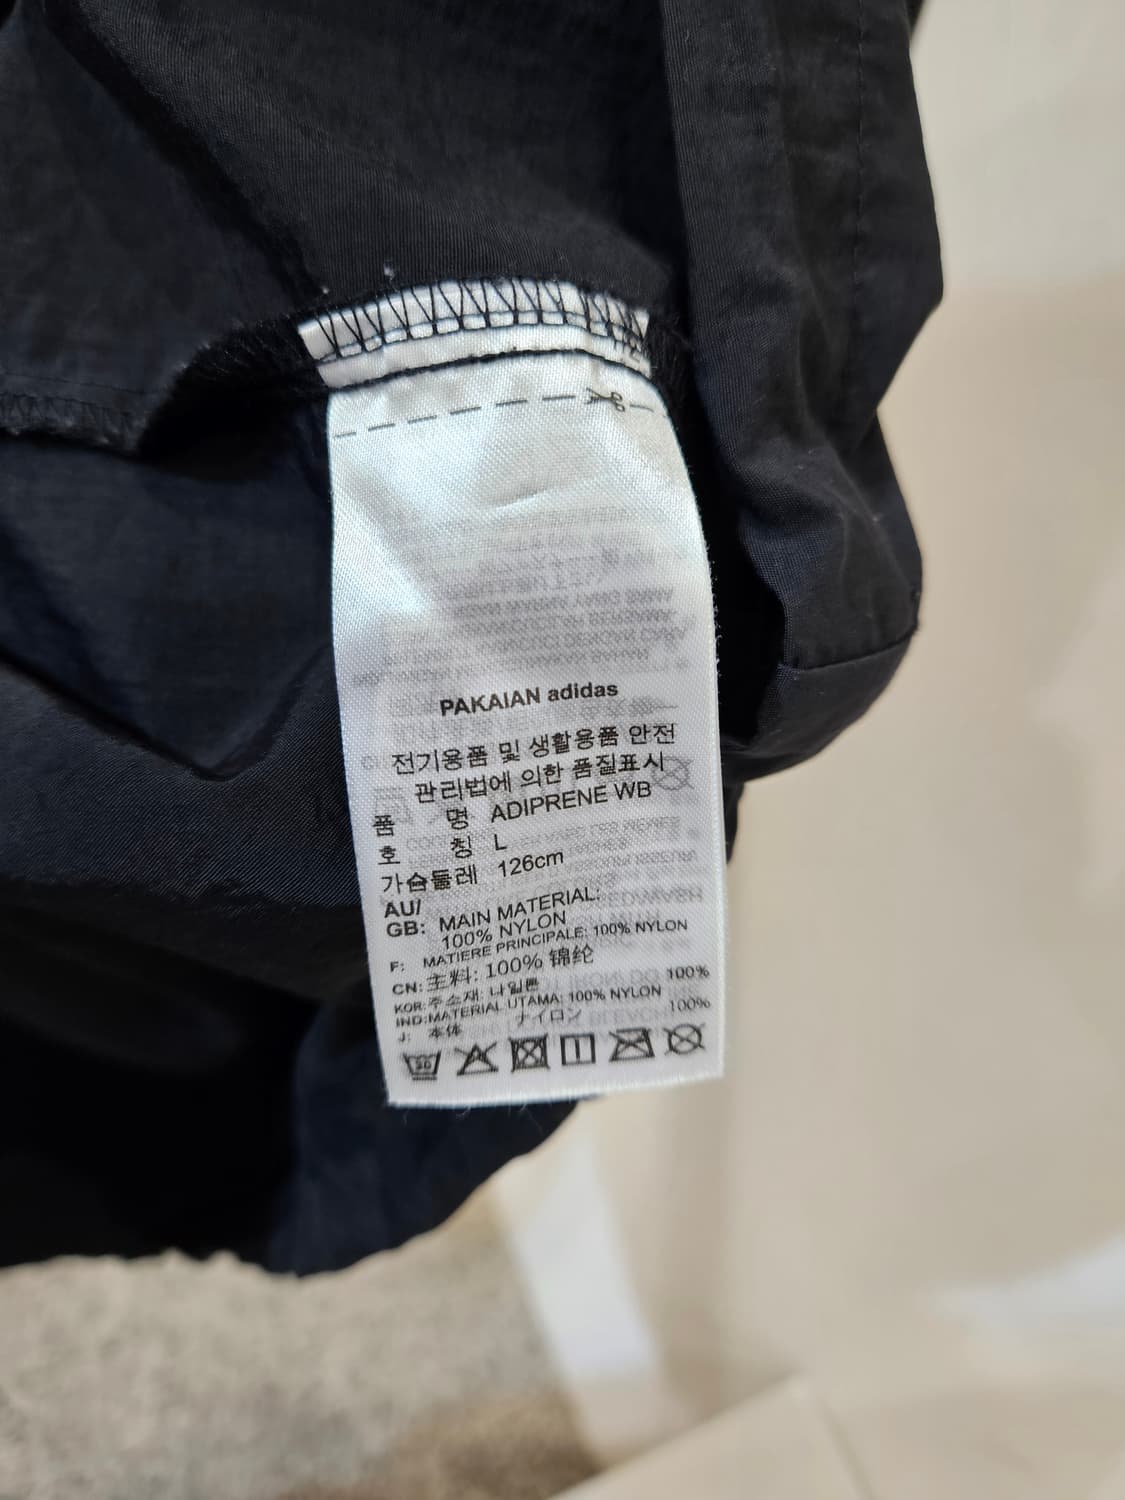 PAKAIAN adidas
전기용품 및 생활용품 안전
관리법에 의한 품질표시
품 명 ADIPRENE WB
호 칭 L
가슴둘레 126cm
AU/
GB: MAIN MATERIAL:
100% NYLON
F: MATIERE PRINCIPALE: 100% NYLON
CN: 主料: 100% 锦纶
KOR: 주소재: 나일론 100%
IND: MATERIAL UTAMA: 100% NYLON
J: 本体 ナイロン 100%
30